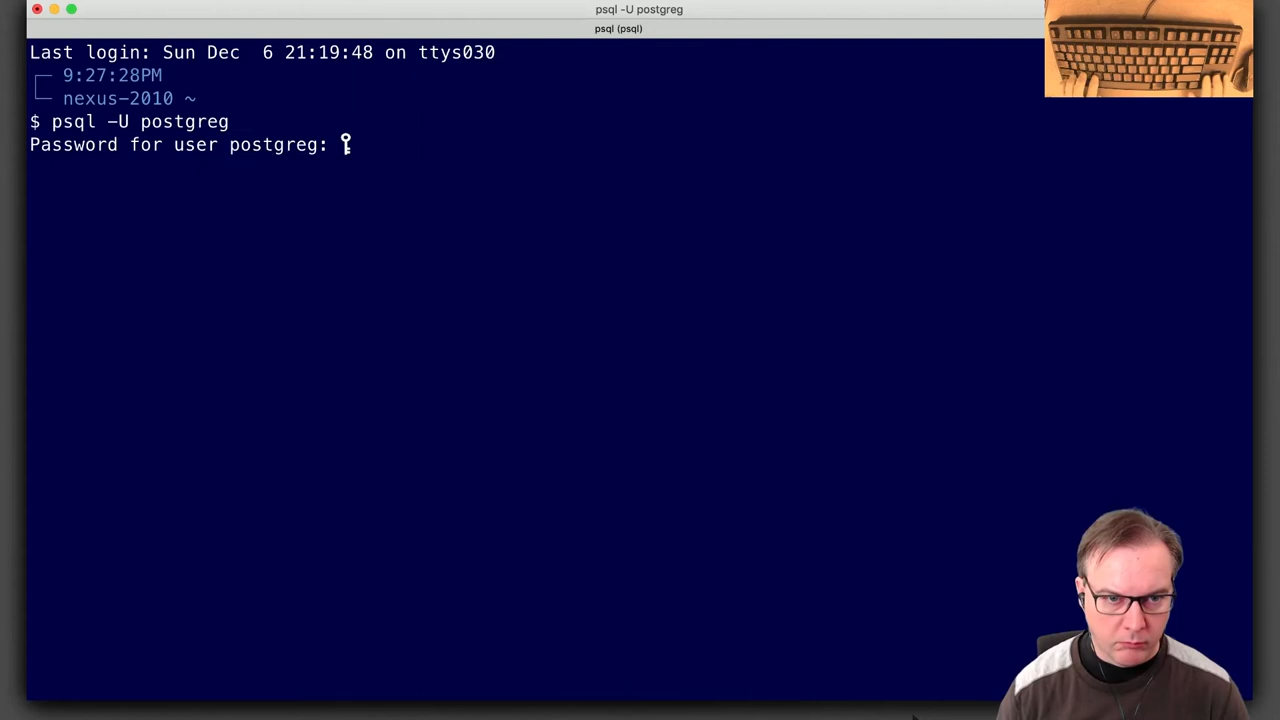 psql -U postgreg
psql (psql)
Last login: Sun Dec  6 21:19:48 on ttys030
9:27:28PM
nexus-2010 ~
$ psql -U postgreg
Password for user postgreg: